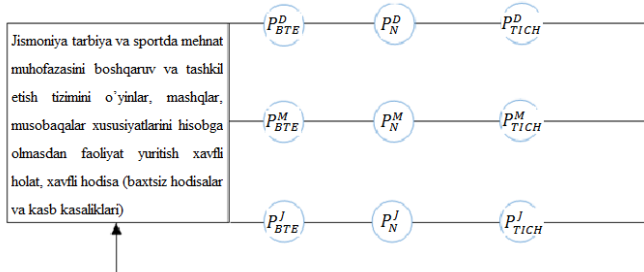 Jismoniya tarbiya va sportda mehnat
muhofazasini boshqaruv va tashkil
etish tizimini o’yinlar, mashqlar,
musobaqalar xususiyatlarini hisobga
olmasdan faoliyat yuritish xavfli
holat, xavfli hodisa (baxtsiz hodisalar
va kasb kasaliklari)
P^D_BTE P^D_N P^D_TICH
P^M_BTE P^M_N P^M_TICH
P^J_BTE P^J_N P^J_TICH